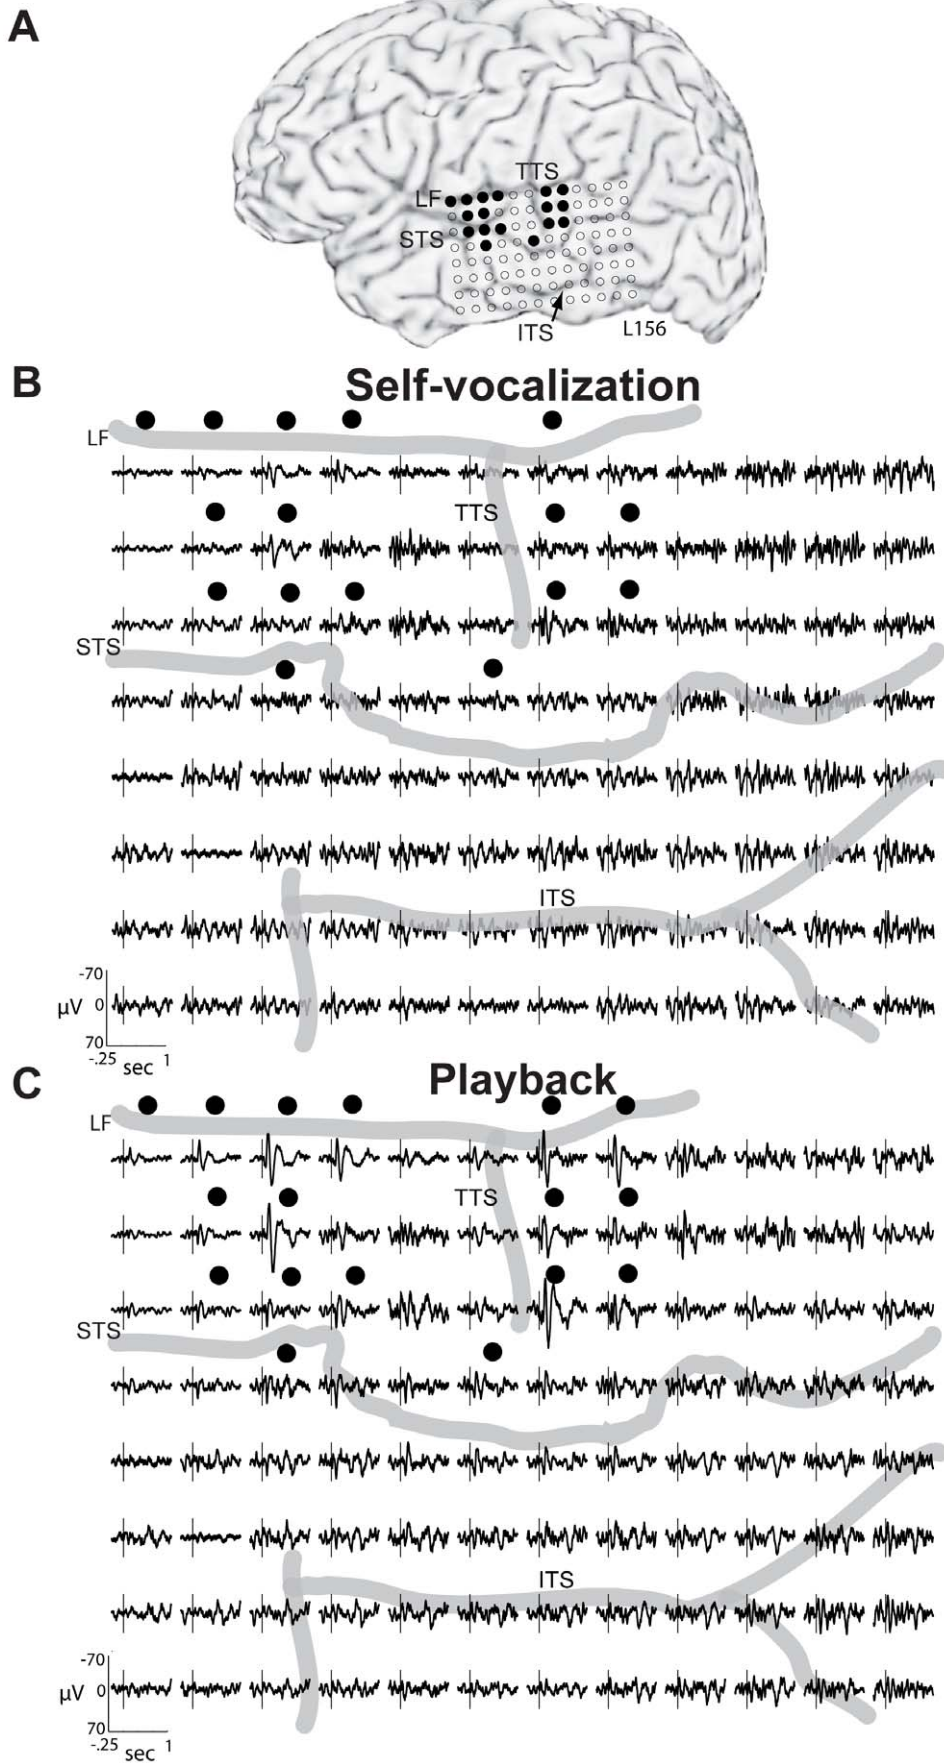 A
TTS
LF
STS
ITS
L156
B
Self-vocalization
LF
TTS
STS
ITS
-70
µV 0
70
-.25 sec 1
C
Playback
LF
TTS
STS
ITS
-70
µV 0
70
-.25 sec 1